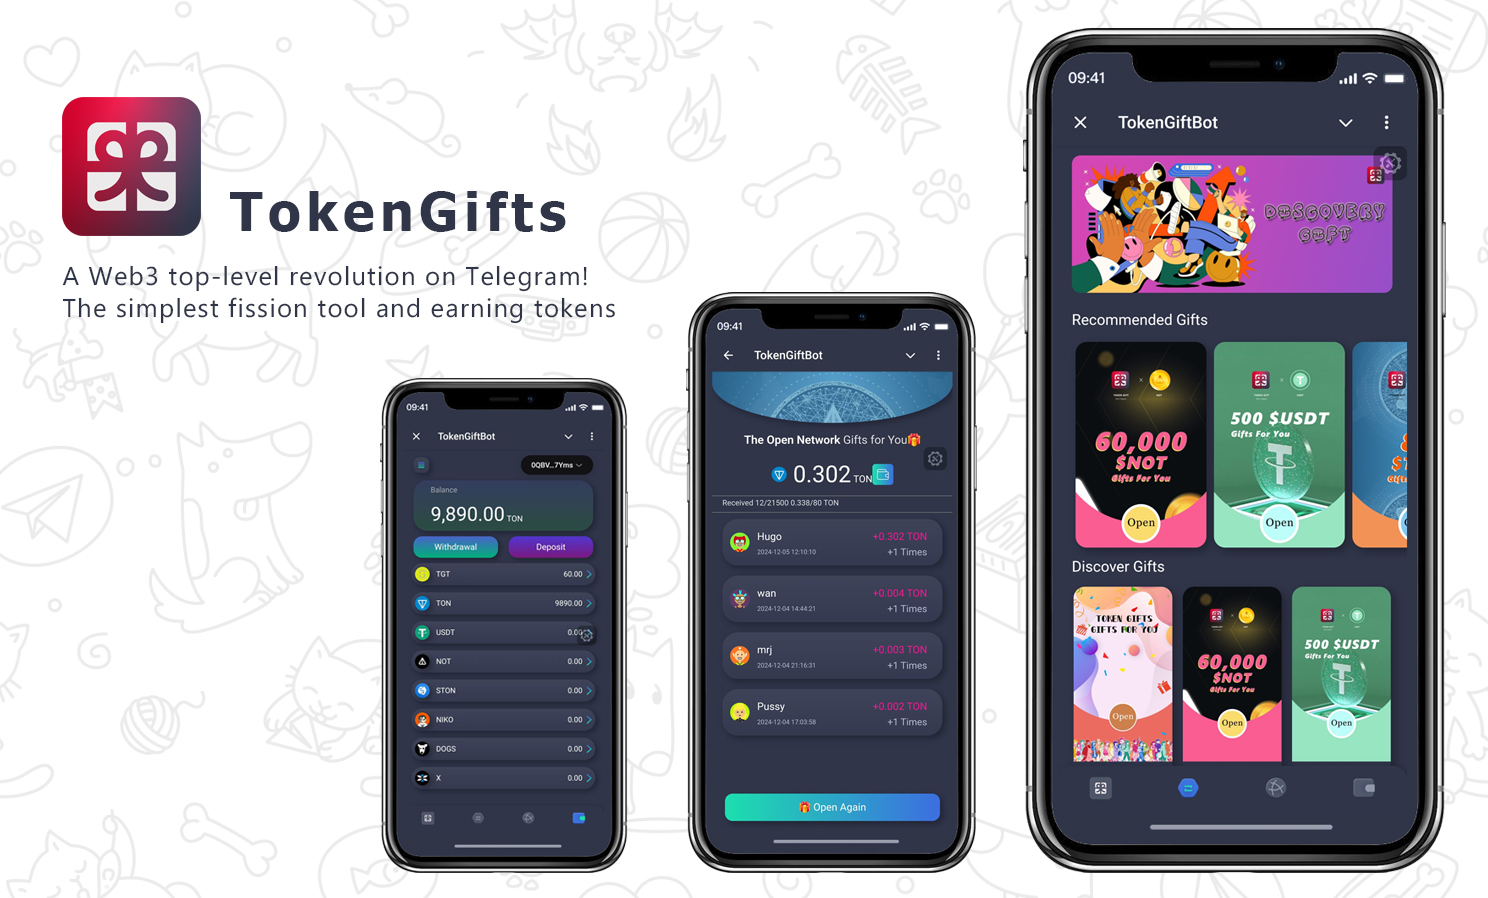 TokenGifts
A Web3 top-level revolution on Telegram!
The simplest fission tool and earning tokens
09:41
TokenGiftBot
0QBV...7Yms
Balance
9,890.00 TON
Withdrawal
Deposit
TGT 60.00
TON 9890.00
USDT 0.00
NOT 0.00
STON 0.00
NIKO 0.00
DOGS 0.00
X 0.00
09:41
TokenGiftBot
The Open Network Gifts for You
0.302 TON
Received 12/21500 0.338/80 TON
Hugo +0.302 TON
2024-12-05 12:10:10 +1 Times
wan +0.004 TON
2024-12-04 14:44:21 +1 Times
mrj +0.003 TON
2024-12-04 21:16:31 +1 Times
Pussy +0.002 TON
2024-12-04 17:03:58 +1 Times
Open Again
09:41
TokenGiftBot
DISCOVERY
GIFT
Recommended Gifts
60,000
$NOT
Gifts For You
Open
500 $USDT
Gifts For You
Open
Discover Gifts
TOKEN GIFTS
GIFTS FOR YOU
Open
60,000
$NOT
Gifts For You
Open
500 $USDT
Gifts For You
Open